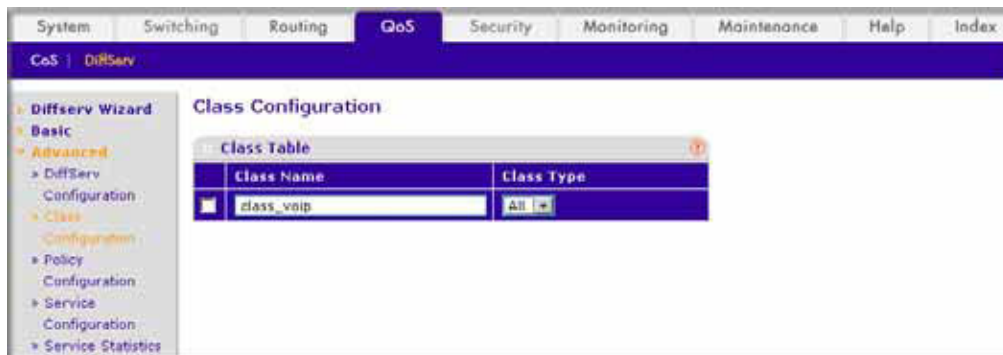 System Switching Routing QoS Security Monitoring Maintenance Help Index
CoS | DiffServ
Diffserv Wizard
Basic
Advanced
» DiffServ
Configuration
» Class
Configuration
» Policy
Configuration
» Service
Configuration
» Service Statistics
Class Configuration
Class Table
?
Class Name Class Type
class_voip All